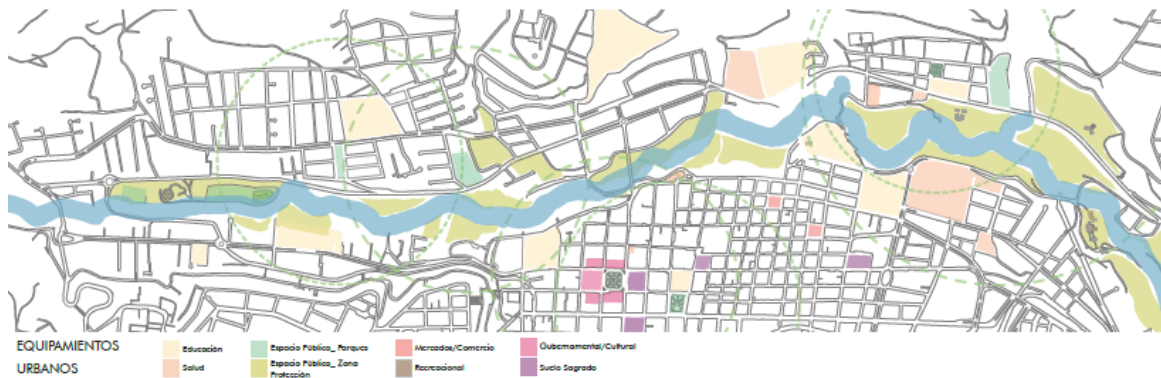 EQUIPAMIENTOS
URBANOS
Educación
Salud
Espacio Público_ Parques
Espacio Público_ Zona
Protección
Mercados/Comercio
Recreacional
Gubernamental/Cultural
Suelo Sagrado